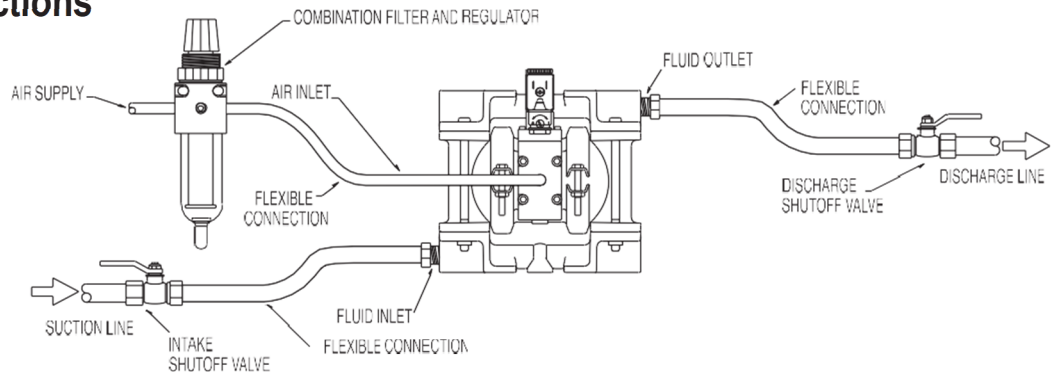 COMBINATION FILTER AND REGULATOR
AIR SUPPLY
AIR INLET
FLEXIBLE
CONNECTION
FLUID OUTLET
FLEXIBLE
CONNECTION
DISCHARGE
SHUTOFF VALVE
DISCHARGE LINE
SUCTION LINE
INTAKE
SHUTOFF VALVE
FLUID INLET
FLEXIBLE CONNECTION